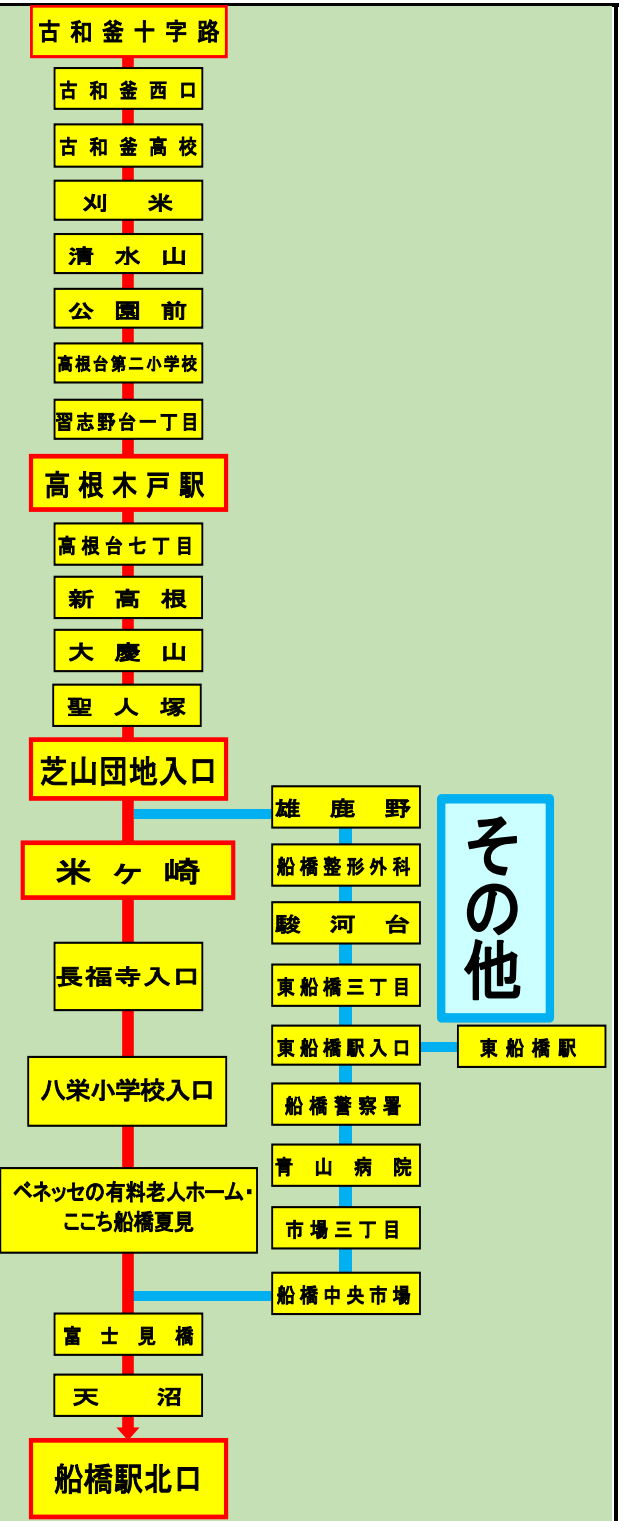 古和釜十字路
古和釜西口
古和釜高校
刈米
清水山
公園前
高根台第二小学校
習志野台一丁目
高根木戸駅
高根台七丁目
新高根
大慶山
聖人塚
芝山団地入口
米ヶ崎
長福寺入口
八栄小学校入口
ベネッセの有料老人ホーム・
ここち船橋夏見
富士見橋
天沼
船橋駅北口
雄鹿野
船橋整形外科
駿河台
東船橋三丁目
東船橋駅入口
東船橋駅
船橋警察署
青山病院
市場三丁目
船橋中央市場
その他